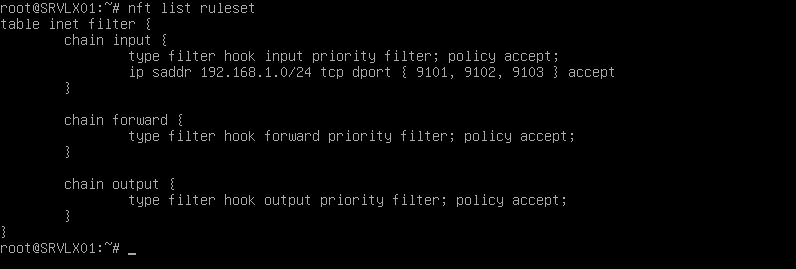 root@SRVLX01:~# nft list ruleset
table inet filter {
        chain input {
                type filter hook input priority filter; policy accept;
                ip saddr 192.168.1.0/24 tcp dport { 9101, 9102, 9103 } accept
        }

        chain forward {
                type filter hook forward priority filter; policy accept;
        }

        chain output {
                type filter hook output priority filter; policy accept;
        }
}
root@SRVLX01:~# _